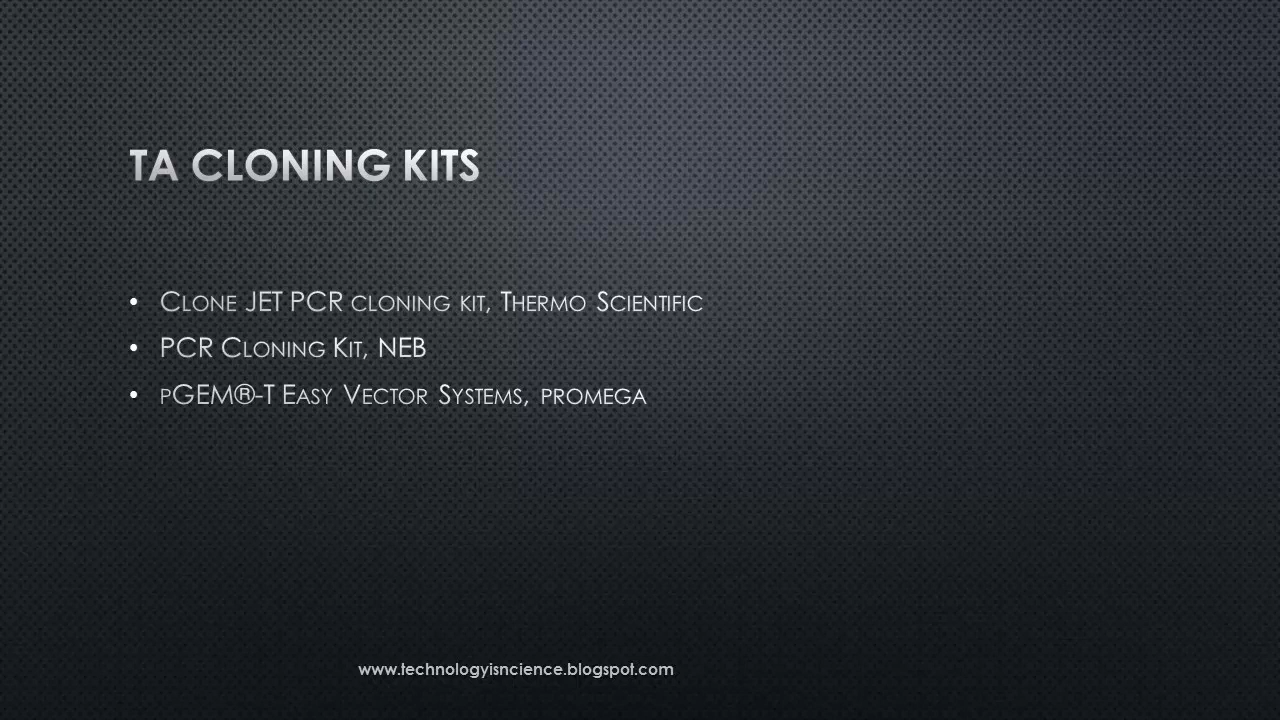 TA CLONING KITS
• Clone JET PCR cloning kit, Thermo Scientific
• PCR Cloning Kit, NEB
• pGEM®-T Easy Vector Systems, promega
www.technologyisncience.blogspot.com